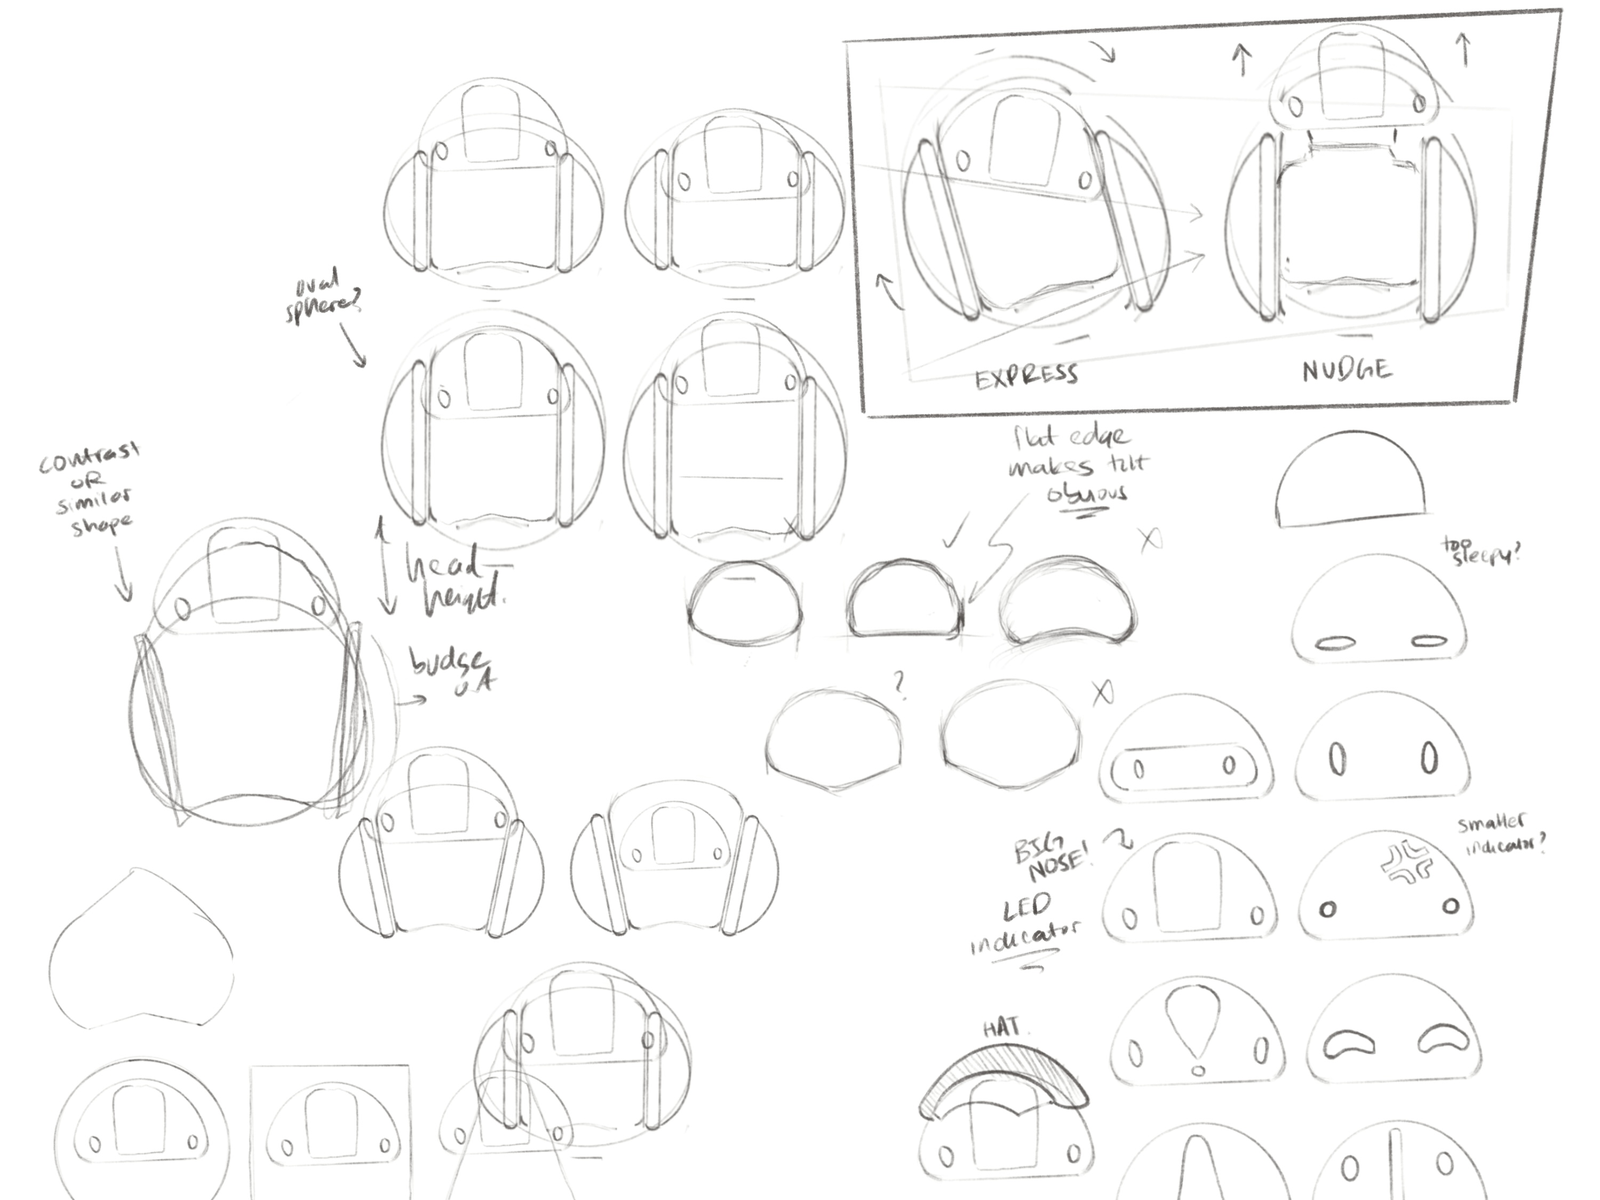 oval
sphere?
EXPRESS
NUDGE
contrast
OR
similar
shape
flat edge
makes tilt
obvious
head
height.
too
sleepy?
budge
?
BIG
NOSE!
LED
indicator
smaller
indicator?
HAT.